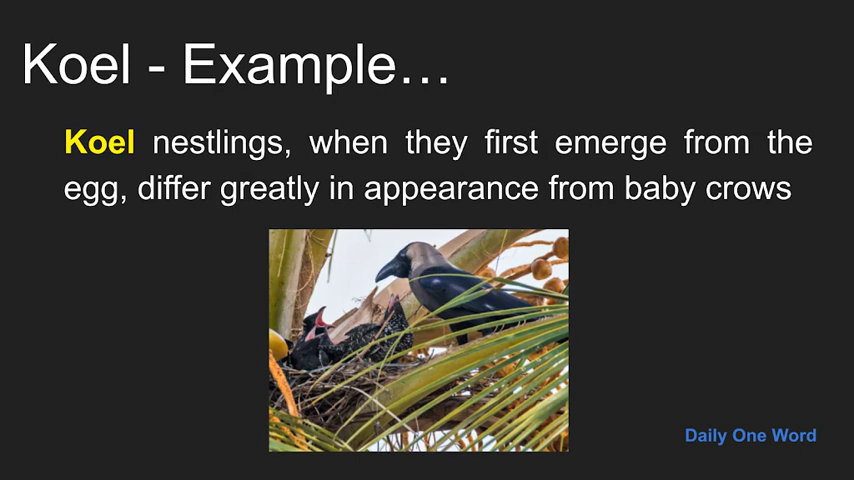 Koel - Example…
Koel nestlings, when they first emerge from the
egg, differ greatly in appearance from baby crows
Daily One Word